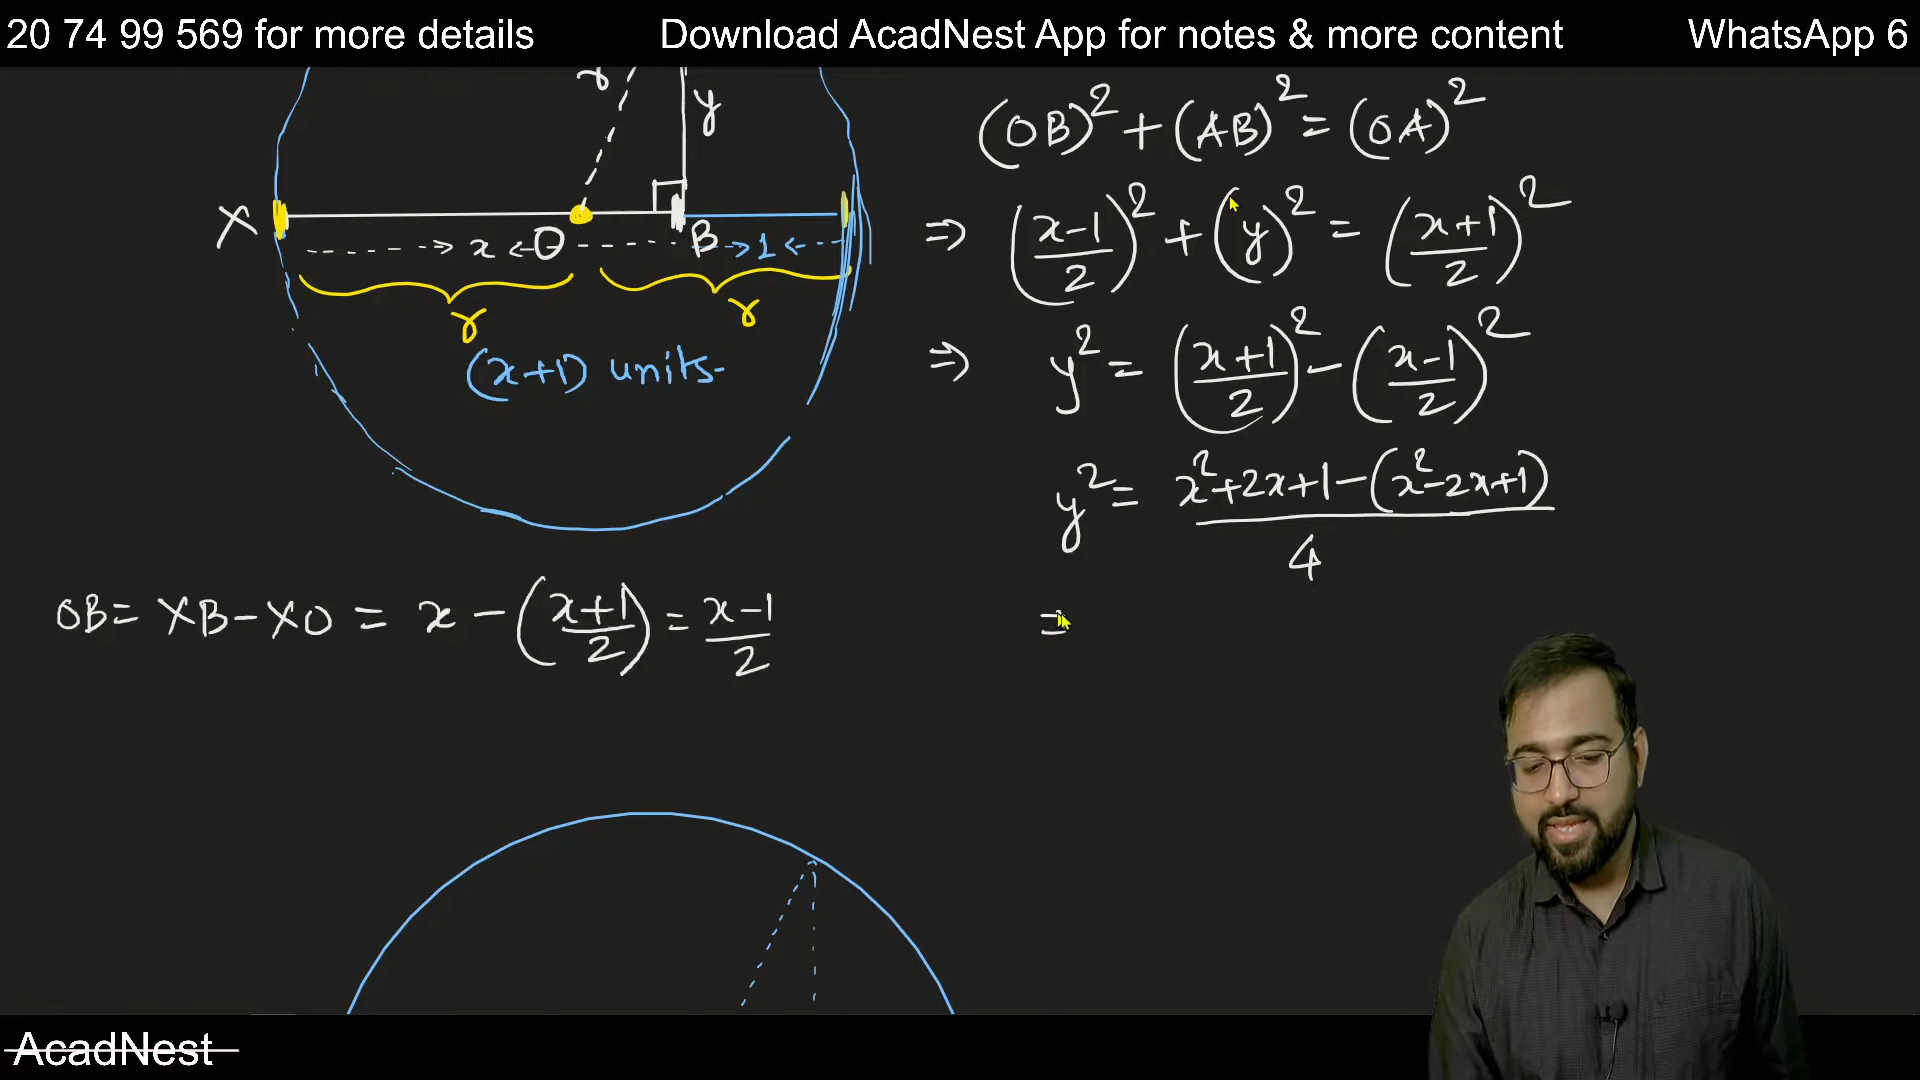 20 74 99 569 for more details Download AcadNest App for notes & more content WhatsApp 6
r
y
X
x O B 1
r r
(x+1) units
(OB)² + (AB)² = (OA)²
⇒ ((x-1)/2)² + (y)² = ((x+1)/2)²
⇒ y² = ((x+1)/2)² - ((x-1)/2)²
y² = (x²+2x+1-(x²-2x+1))/4
OB = XB - XO = x - ((x+1)/2) = (x-1)/2
=
AcadNest